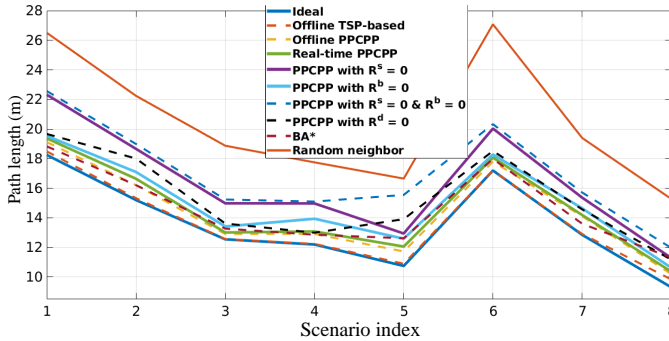 28
26
24
22
20
18
16
14
12
10
Path length (m)
Ideal
Offline TSP-based
Offline PPCPP
Real-time PPCPP
PPCPP with R^s = 0
PPCPP with R^b = 0
PPCPP with R^s = 0 & R^b = 0
PPCPP with R^d = 0
BA*
Random neighbor
1 2 3 4 5 6 7 8
Scenario index